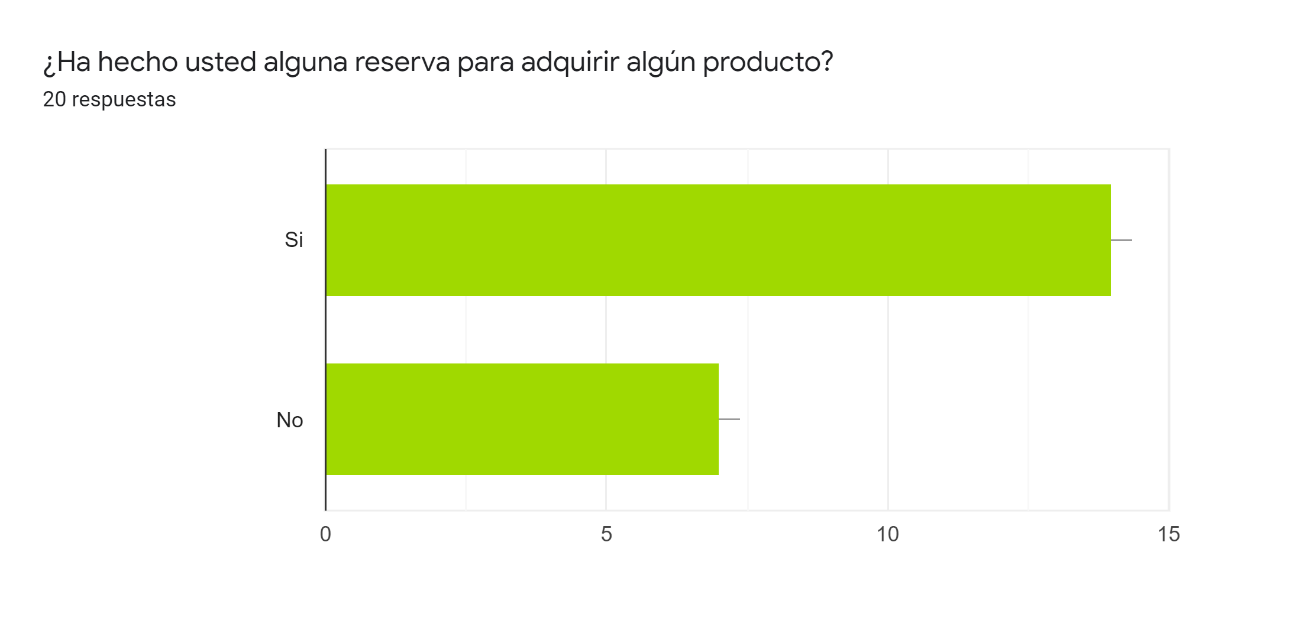 ¿Ha hecho usted alguna reserva para adquirir algún producto?
20 respuestas
Si
No
0 5 10 15